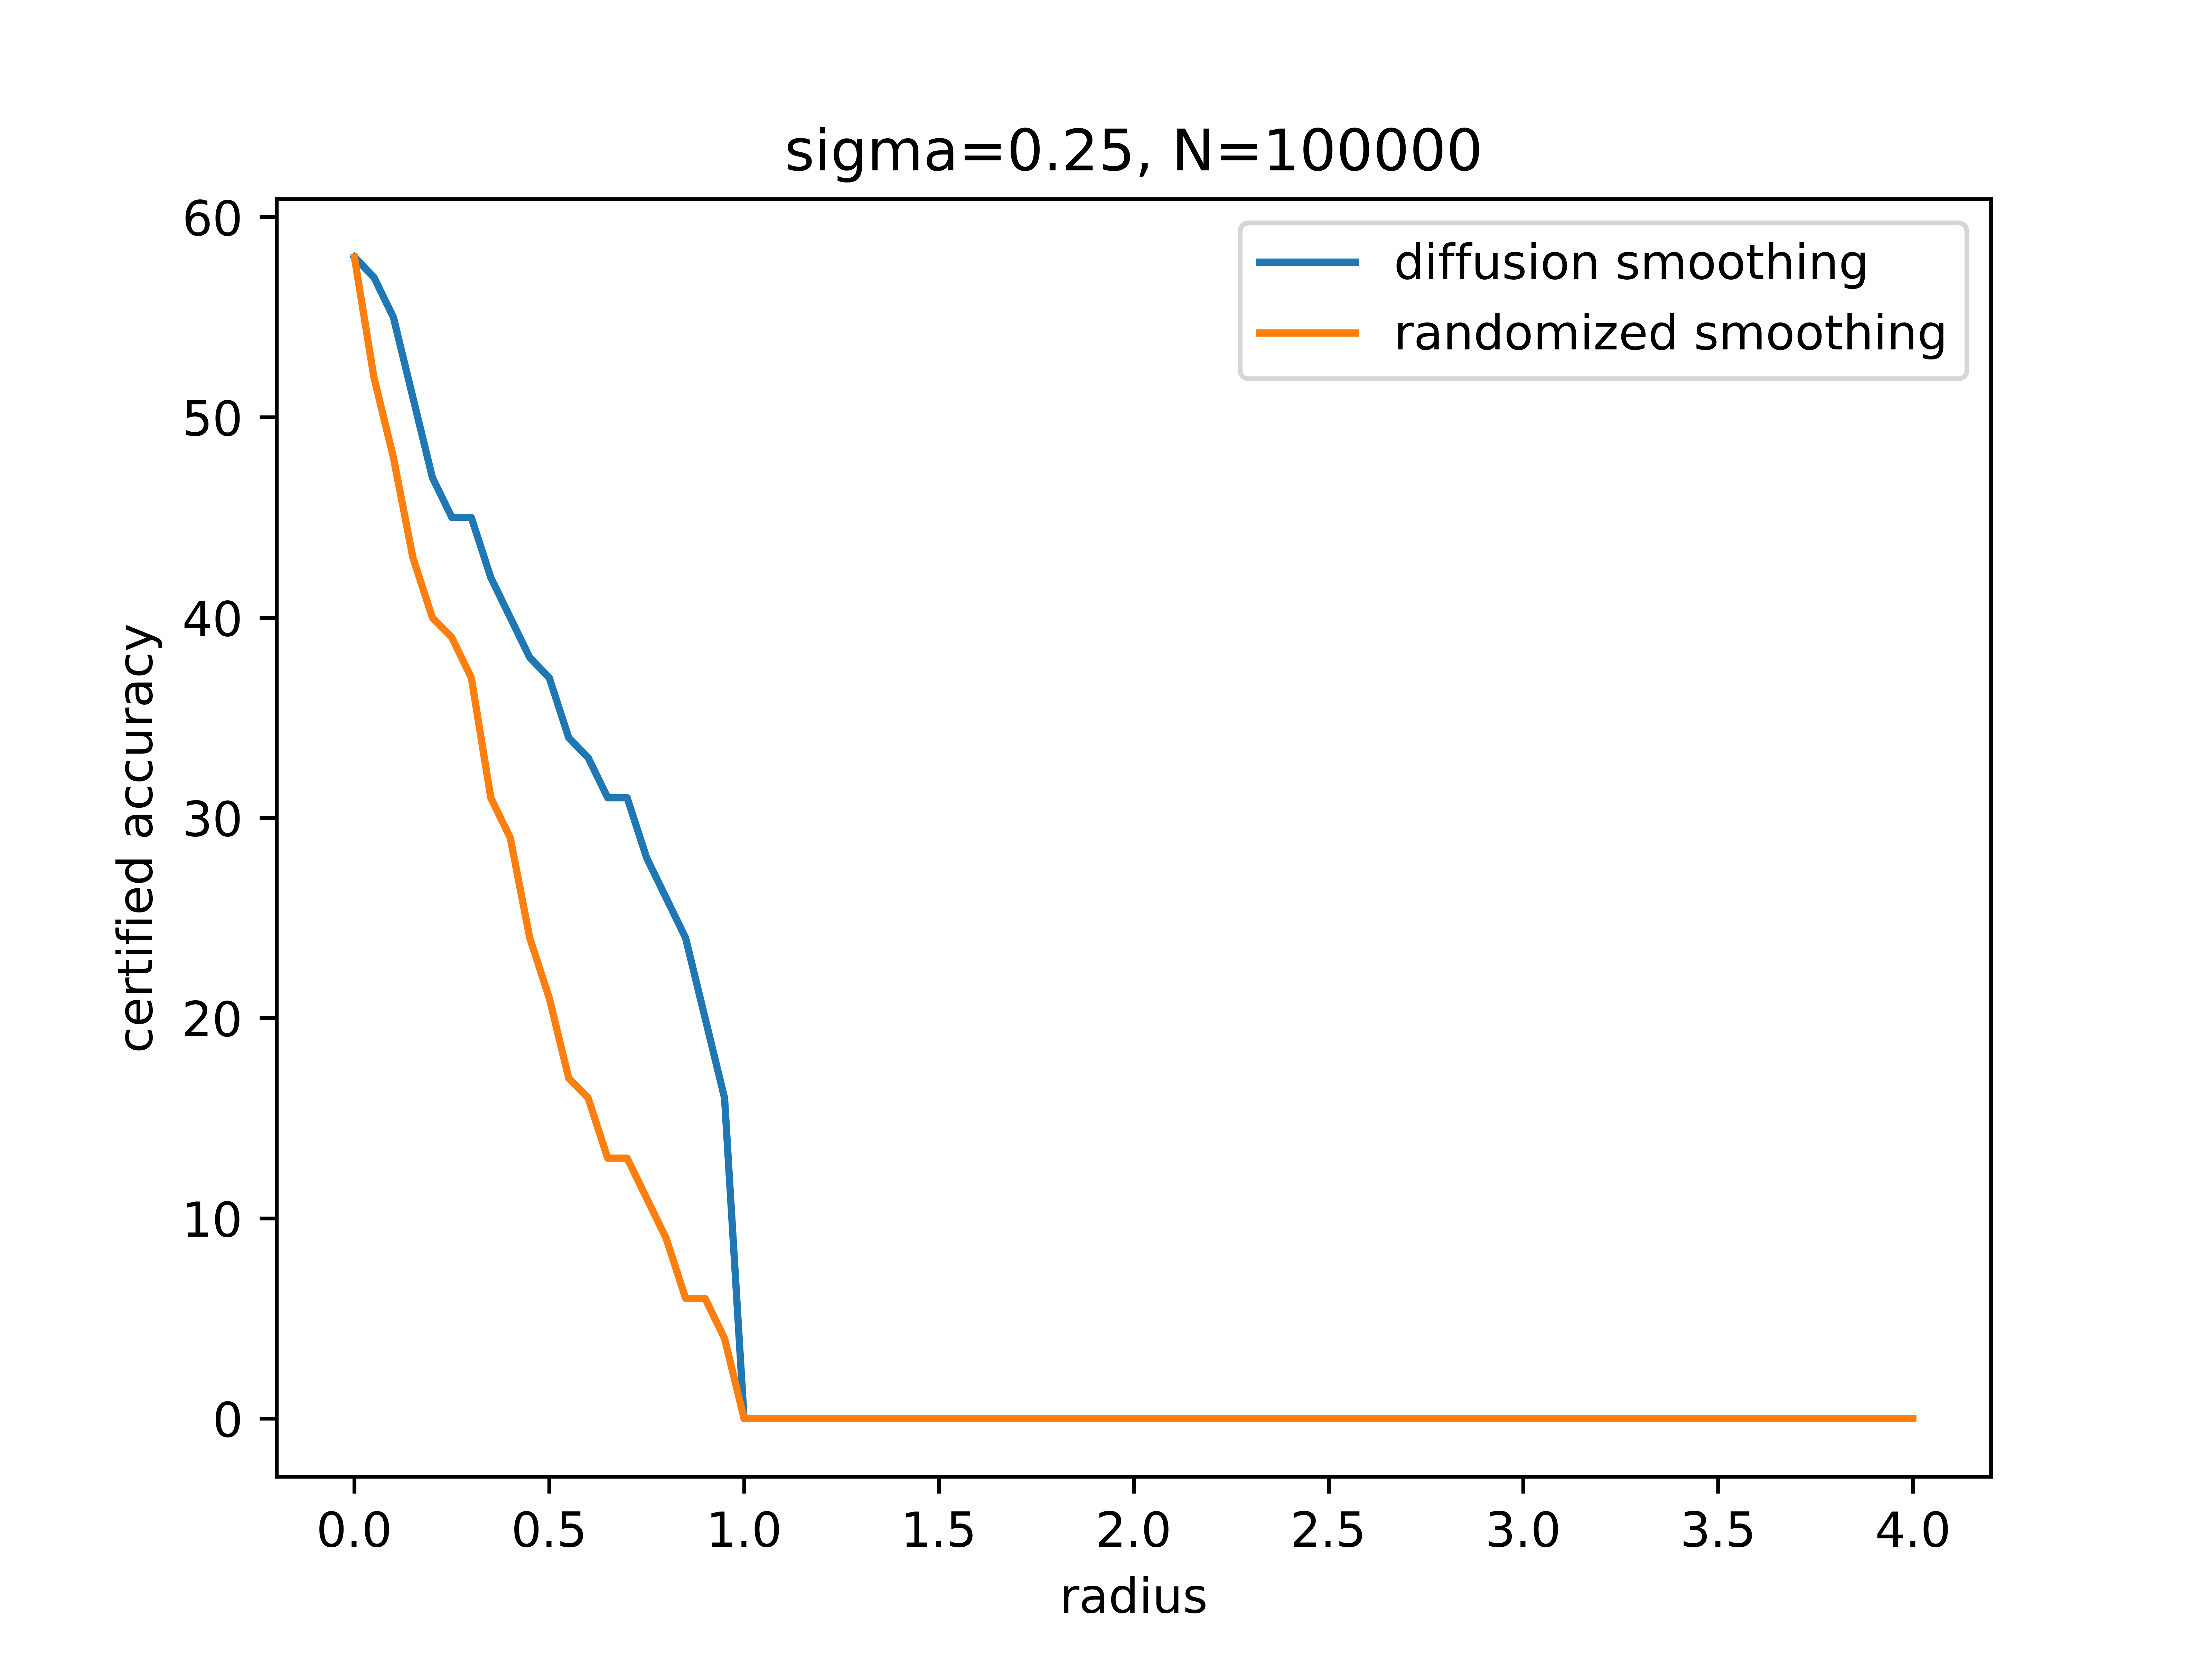 sigma=0.25, N=100000
diffusion smoothing
randomized smoothing
certified accuracy
60
50
40
30
20
10
0
0.0 0.5 1.0 1.5 2.0 2.5 3.0 3.5 4.0
radius